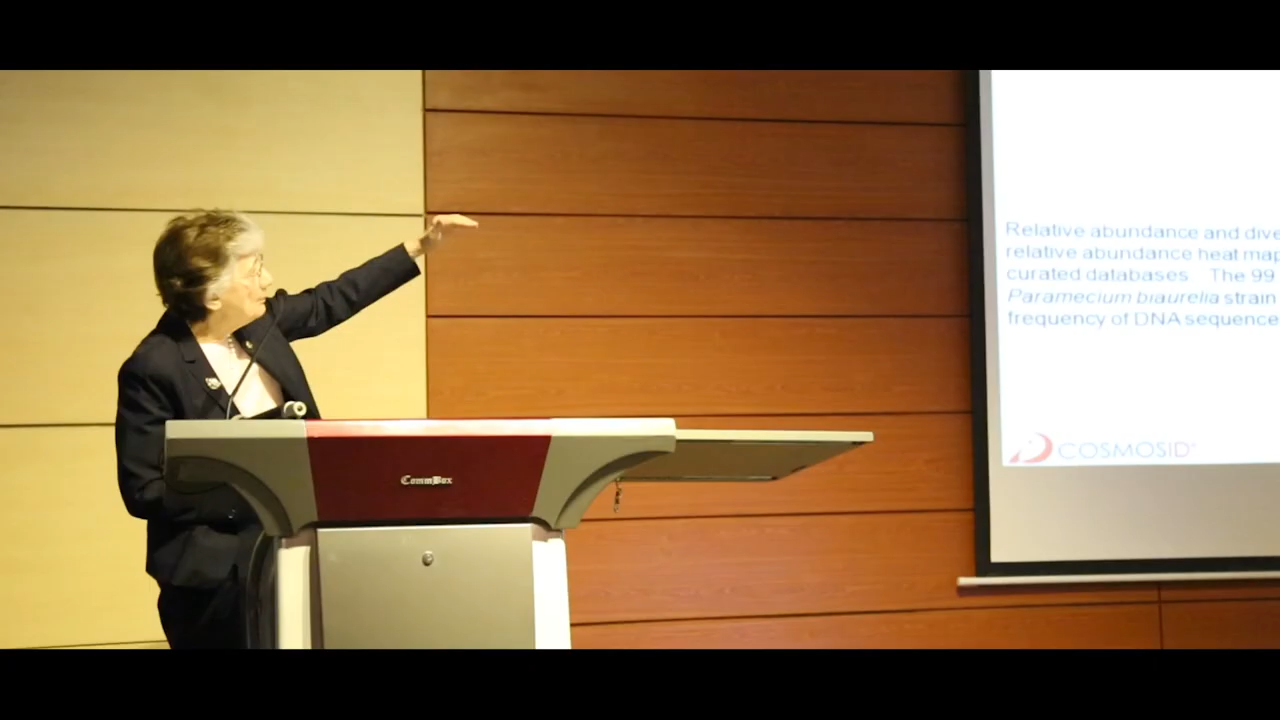 Relative abundance and dive
relative abundance heat map
curated databases The 99
Paramecium biaurelia strain
frequency of DNA sequence
COSMOSID
CommBox